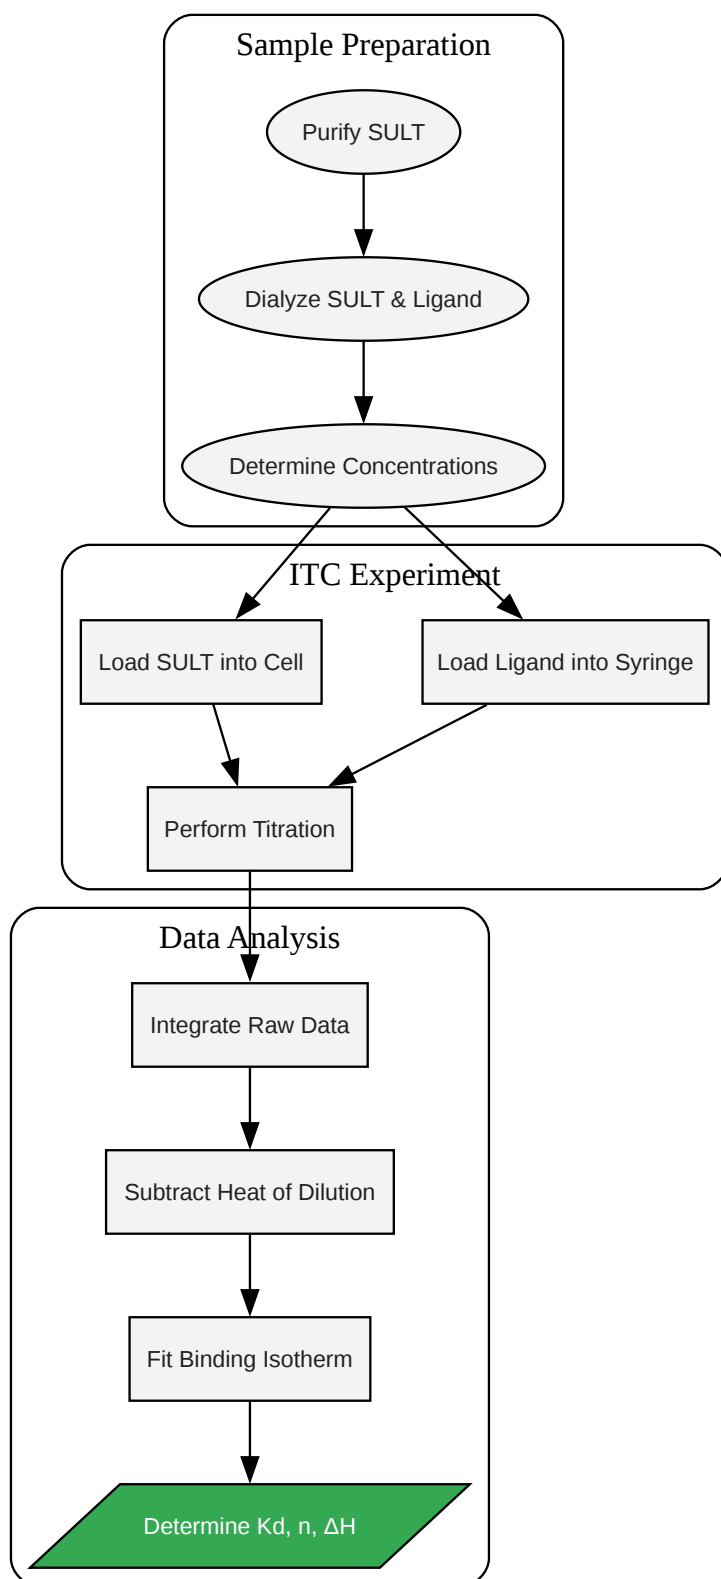 Sample Preparation
Purify SULT
Dialyze SULT & Ligand
Determine Concentrations
ITC Experiment
Load SULT into Cell
Load Ligand into Syringe
Perform Titration
Data Analysis
Integrate Raw Data
Subtract Heat of Dilution
Fit Binding Isotherm
Determine Kd, n, ΔH